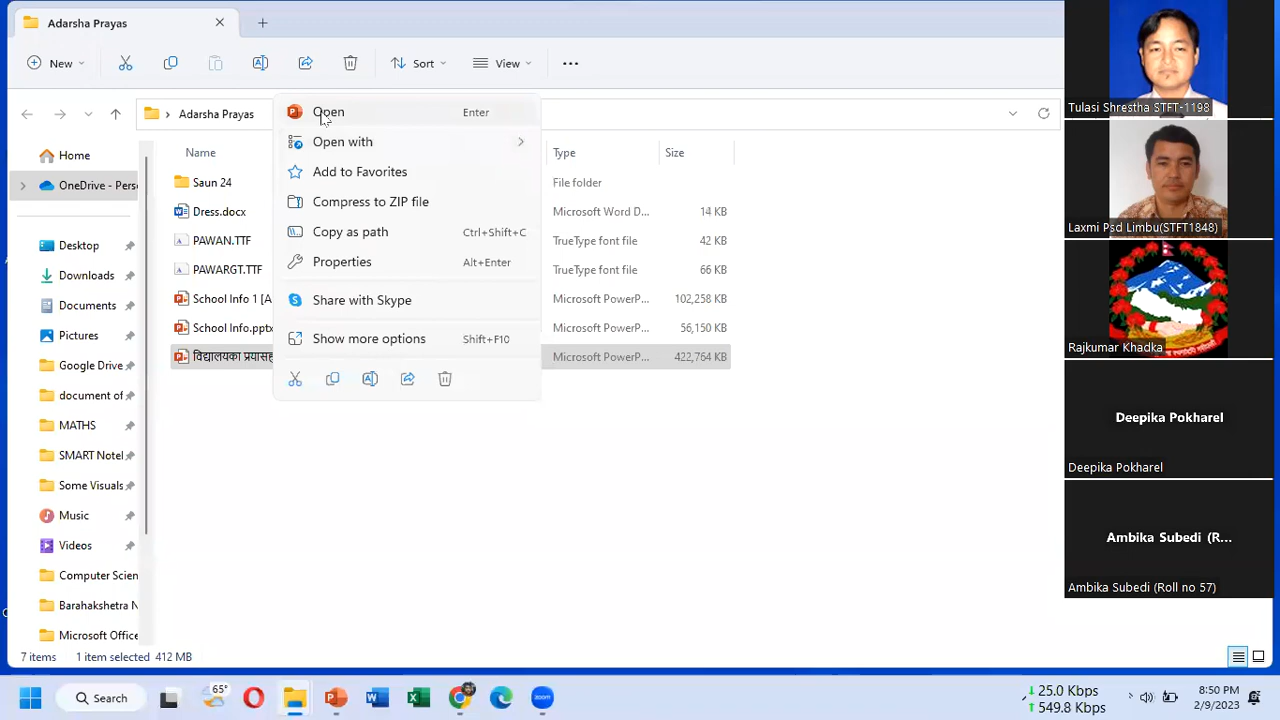 Adarsha Prayas
New
Sort
View
Adarsha Prayas
Home
OneDrive - Perso
Desktop
Downloads
Documents
Pictures
Google Drive
document of
MATHS
SMART Notel
Some Visuals
Music
Videos
Computer Scien
Barahakshetra N
Microsoft Office
Name
Type
Size
Saun 24
File folder
Dress.docx
Microsoft Word D...
14 KB
PAWAN.TTF
TrueType font file
42 KB
PAWARGT.TTF
TrueType font file
66 KB
School Info 1 [A
Microsoft PowerP...
102,258 KB
School Info.pptx
Microsoft PowerP...
56,150 KB
विद्यालयका प्रयासह
Microsoft PowerP...
422,764 KB
Open
Enter
Open with
Add to Favorites
Compress to ZIP file
Copy as path
Ctrl+Shift+C
Properties
Alt+Enter
Share with Skype
Show more options
Shift+F10
7 items
1 item selected 412 MB
Tulasi Shrestha STFT-1198
Laxmi Psd Limbu(STFT1848)
Rajkumar Khadka
Deepika Pokharel
Deepika Pokharel
Ambika Subedi (R...
Ambika Subedi (Roll no 57)
Search
65°
zoom
25.0 Kbps
549.8 Kbps
8:50 PM
2/9/2023